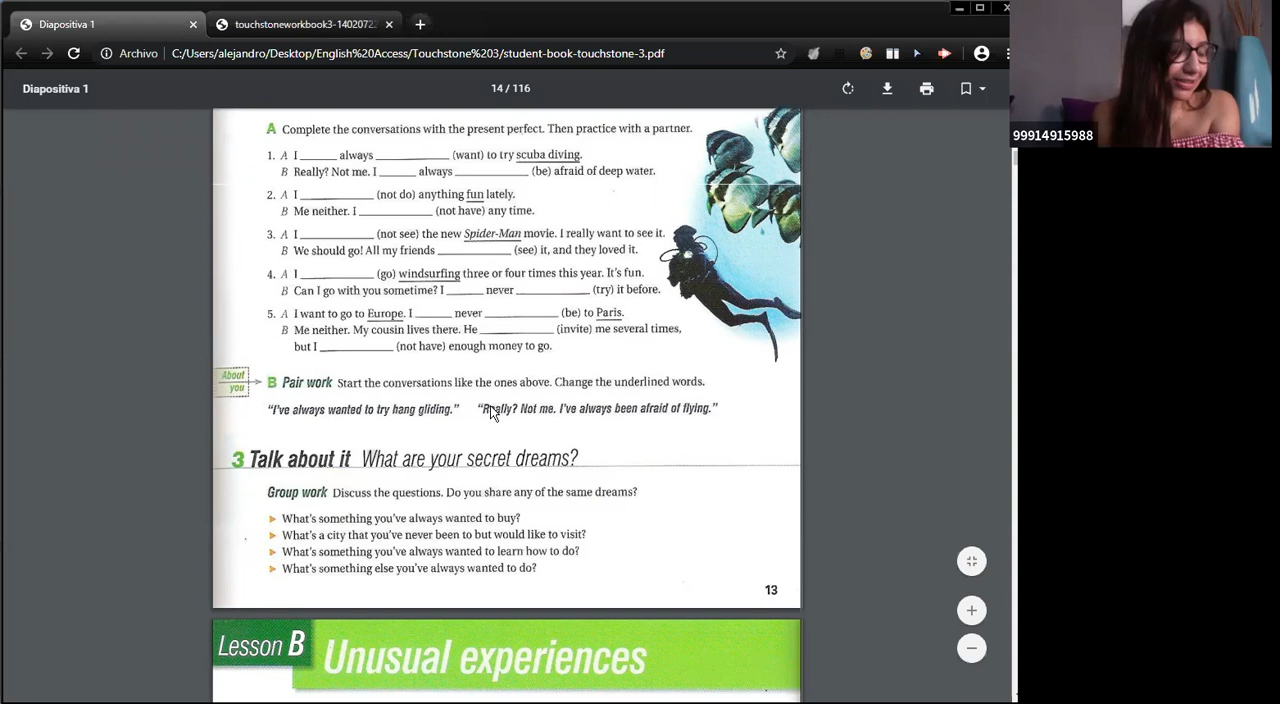 Diapositiva 1
touchstoneworkbook3-1402072
Archivo
C:/Users/alejandro/Desktop/English%20Access/Touchstone%203/student-book-touchstone-3.pdf
Diapositiva 1
14 / 116
99914915988
A Complete the conversations with the present perfect. Then practice with a partner.
1. A I ______ always ____________ (want) to try scuba diving.
B Really? Not me. I ______ always ____________ (be) afraid of deep water.
2. A I ____________ (not do) anything fun lately.
B Me neither. I ____________ (not have) any time.
3. A I ____________ (not see) the new Spider-Man movie. I really want to see it.
B We should go! All my friends ____________ (see) it, and they loved it.
4. A I ____________ (go) windsurfing three or four times this year. It's fun.
B Can I go with you sometime? I ______ never ____________ (try) it before.
5. A I want to go to Europe. I ______ never ____________ (be) to Paris.
B Me neither. My cousin lives there. He ____________ (invite) me several times,
but I ____________ (not have) enough money to go.
About
you
B Pair work Start the conversations like the ones above. Change the underlined words.
"I've always wanted to try hang gliding." "Really? Not me. I've always been afraid of flying."
3 Talk about it What are your secret dreams?
Group work Discuss the questions. Do you share any of the same dreams?
What's something you've always wanted to buy?
What's a city that you've never been to but would like to visit?
What's something you've always wanted to learn how to do?
What's something else you've always wanted to do?
13
Lesson B Unusual experiences